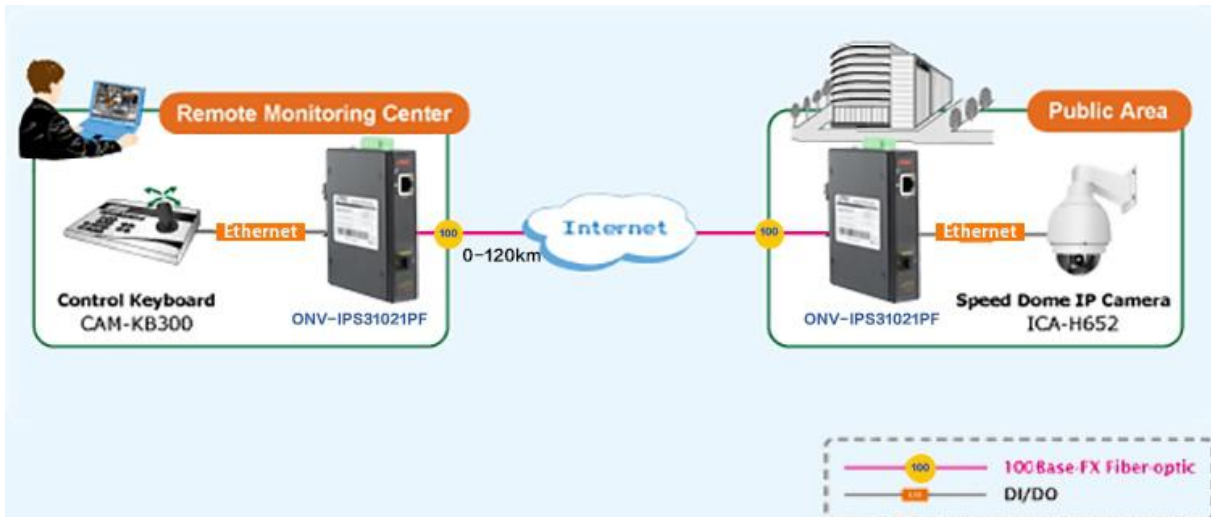 Remote Monitoring Center
Public Area
Ethernet
100
0-120km
Internet
100
Ethernet
Control Keyboard
CAM-KB300
ONV-IPS31021PF
ONV-IPS31021PF
Speed Dome IP Camera
ICA-H652
100 100Base-FX Fiber-optic
DI/DO